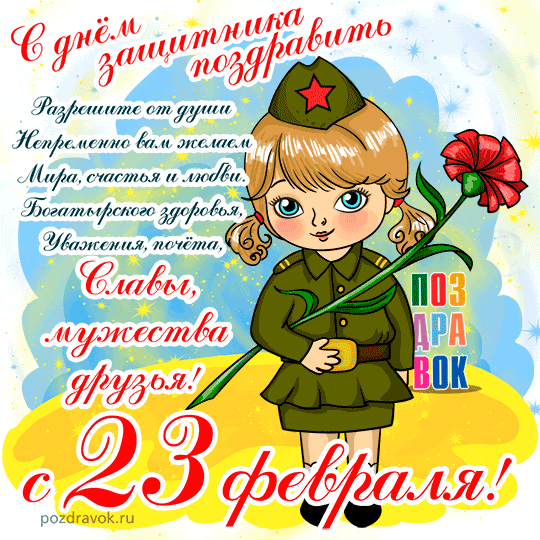 С днём
защитника
поздравить
Разрешите от души
Непременно вам желаем
Мира, счастья и любви.
Богатырского здоровья,
Уважения, почёта,
Славы,
мужества
друзья!
ПОЗ
ДРА
ВОК
с 23 февраля!
pozdravok.ru